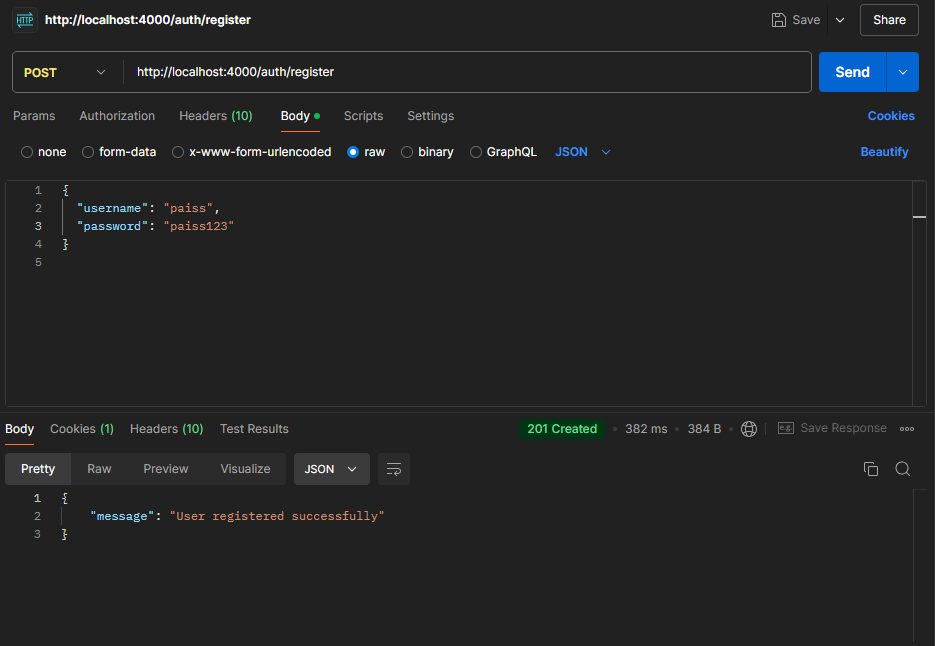 HTTP http://localhost:4000/auth/register Save Share
POST http://localhost:4000/auth/register Send
Params Authorization Headers (10) Body Scripts Settings Cookies
none form-data x-www-form-urlencoded raw binary GraphQL JSON Beautify
1 {
2 "username": "paiss",
3 "password": "paiss123"
4 }
5
Body Cookies (1) Headers (10) Test Results 201 Created 382 ms 384 B e.g. Save Response
Pretty Raw Preview Visualize JSON
1 {
2 "message": "User registered successfully"
3 }